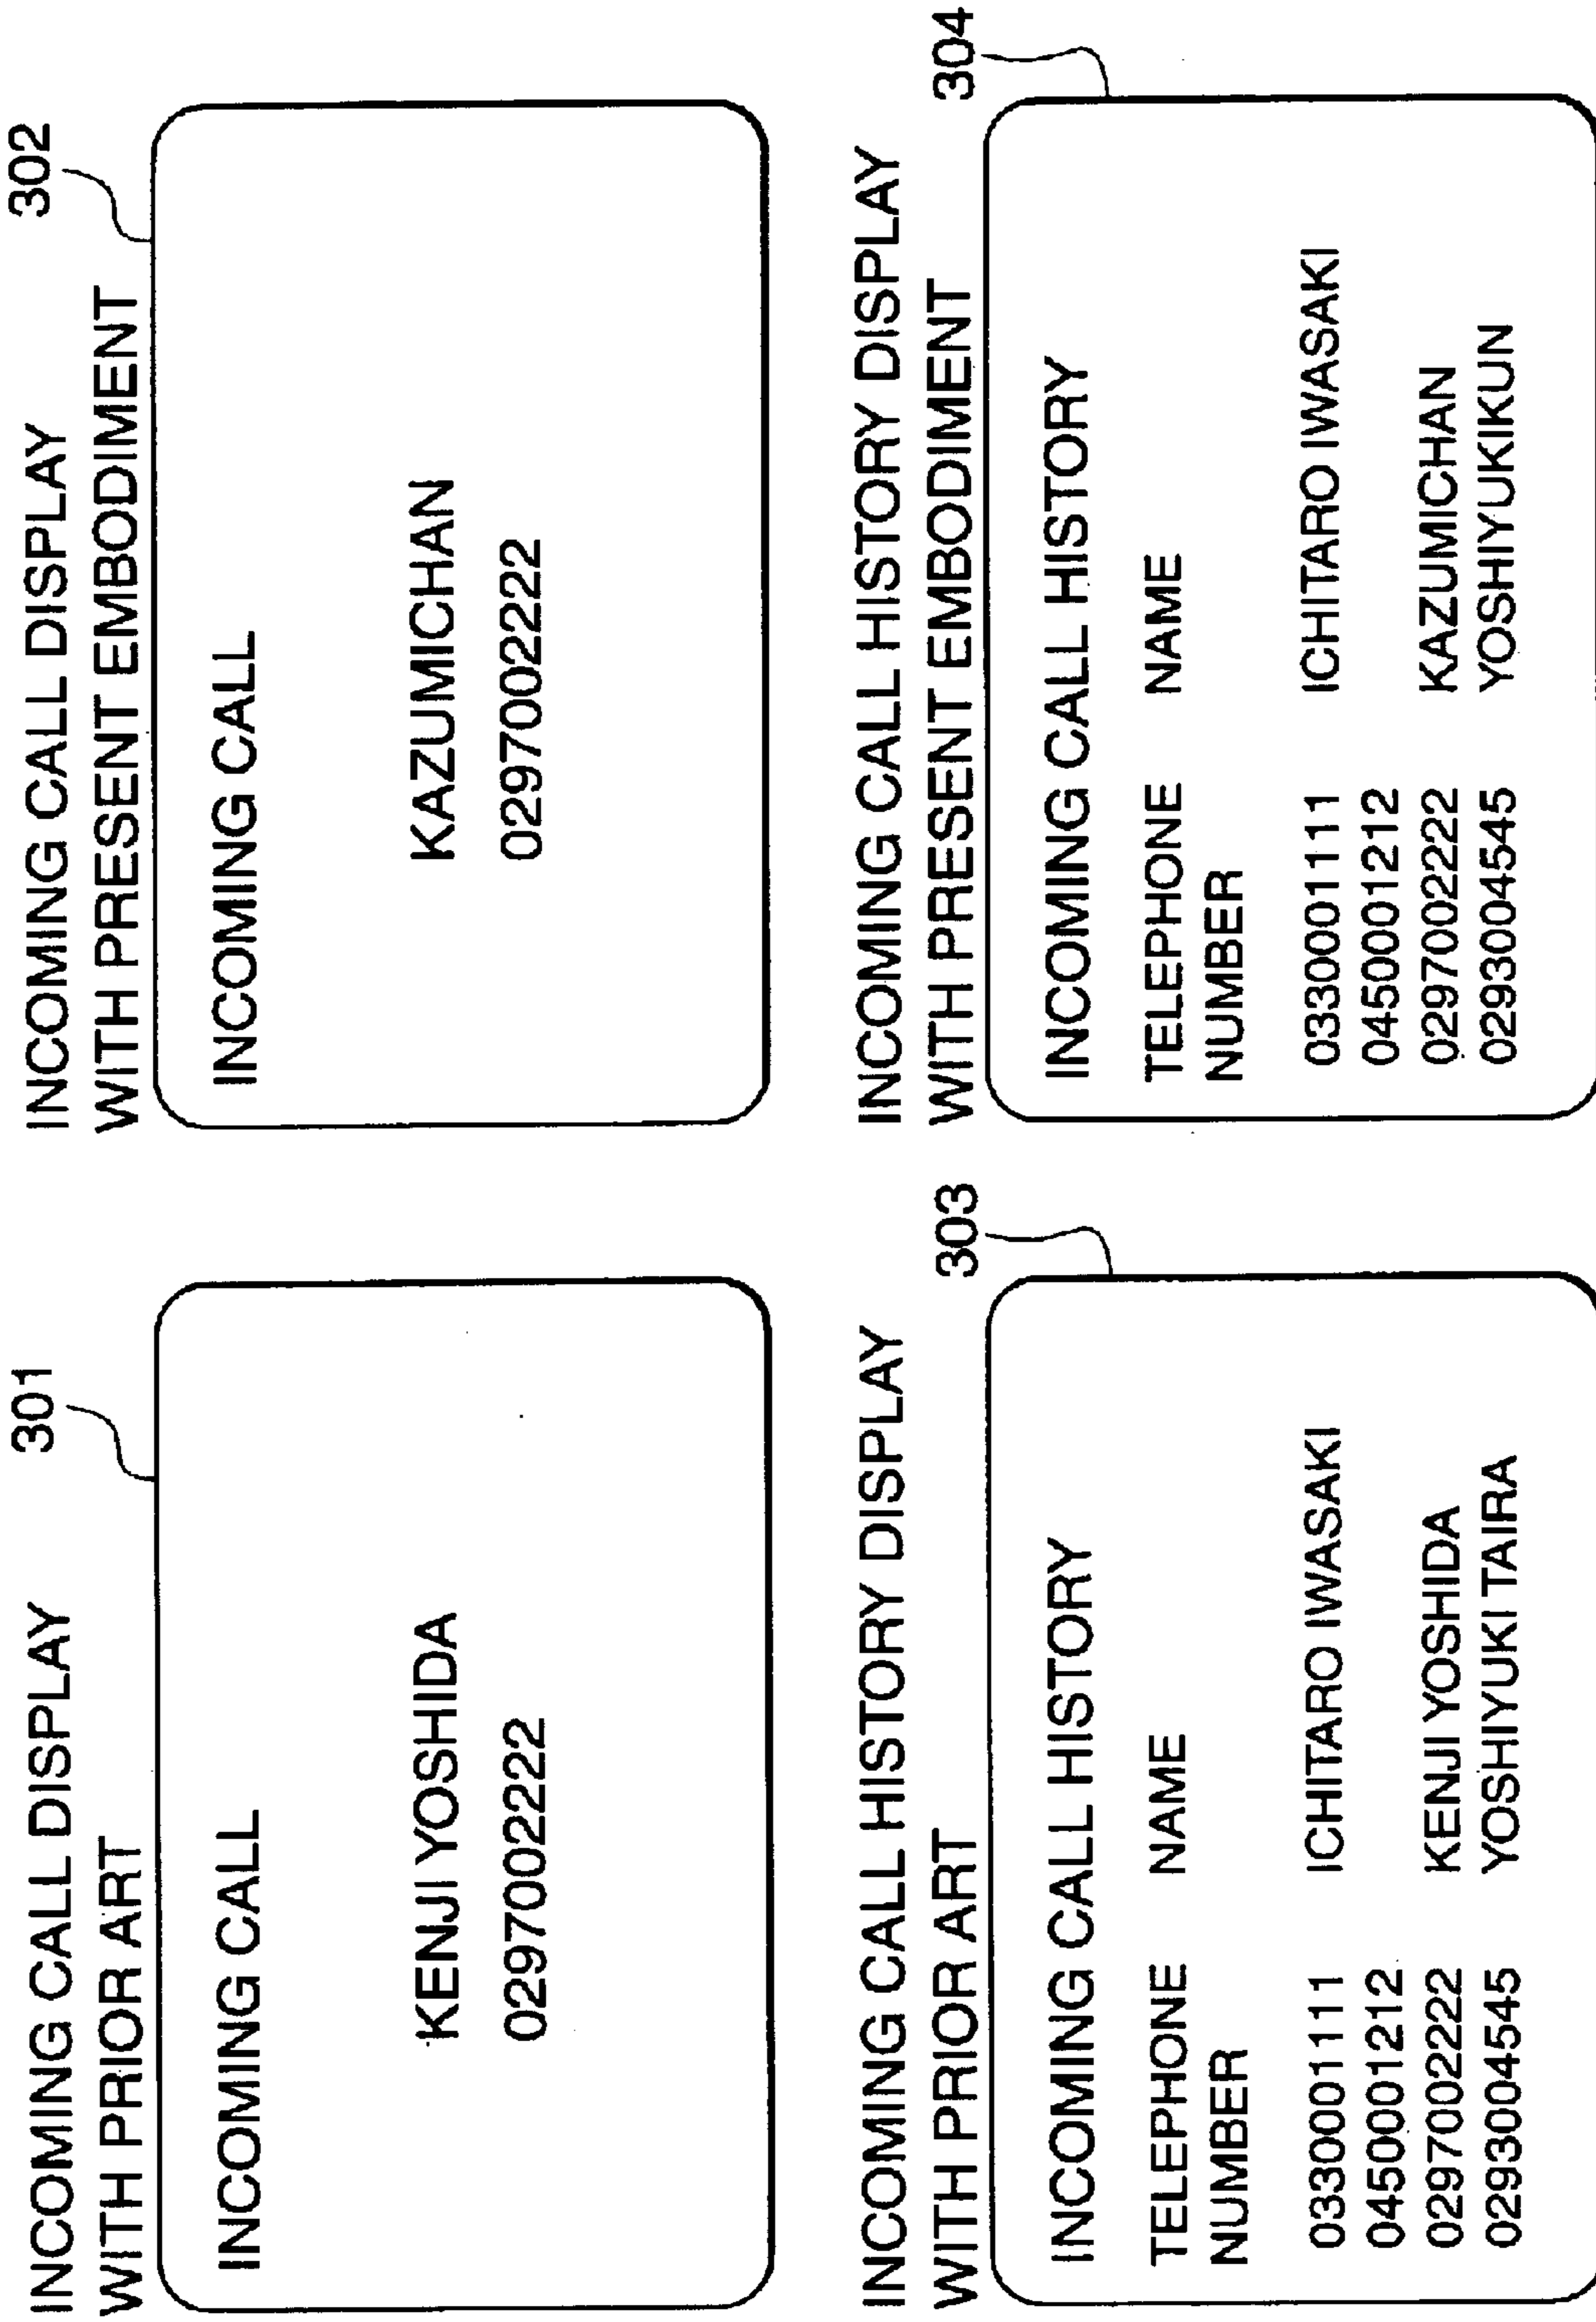 INCOMING CALL DISPLAY
WITH PRIOR ART
301
INCOMING CALL
KENJI YOSHIDA
0297002222
INCOMING CALL DISPLAY
WITH PRESENT EMBODIMENT
302
INCOMING CALL
KAZUMICHAN
0297002222
INCOMING CALL HISTORY DISPLAY
WITH PRIOR ART
303
INCOMING CALL HISTORY
TELEPHONE NAME
NUMBER
0330001111 ICHITARO IWASAKI
0450001212
0297002222 KENJI YOSHIDA
0293004545 YOSHIYUKI TAIRA
INCOMING CALL HISTORY DISPLAY
WITH PRESENT EMBODIMENT
304
INCOMING CALL HISTORY
TELEPHONE NAME
NUMBER
0330001111 ICHITARO IWASAKI
0450001212
0297002222 KAZUMICHAN
0293004545 YOSHIYUKIKUN